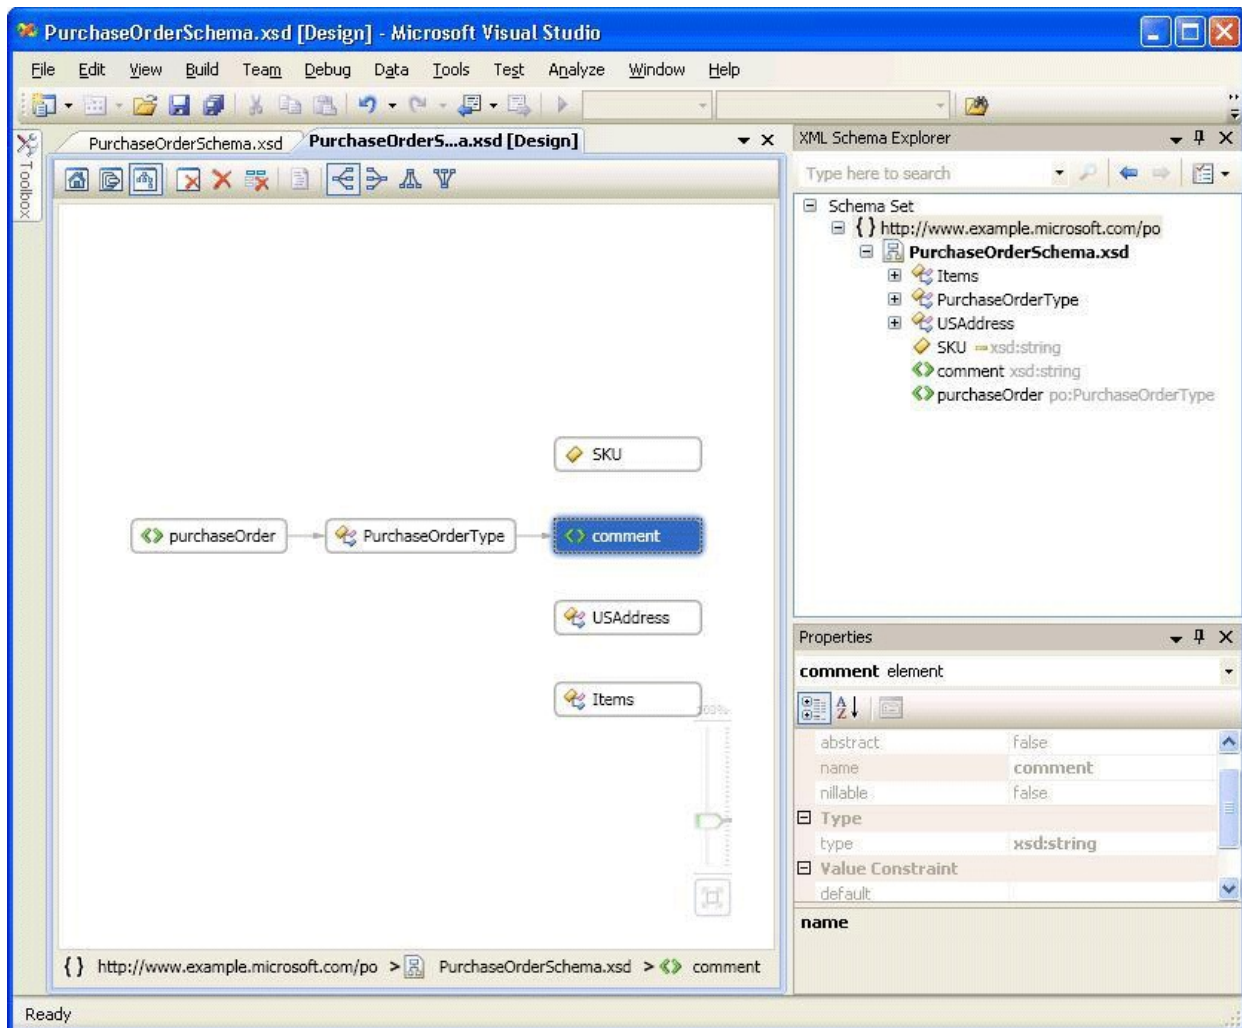 PurchaseOrderSchema.xsd [Design] - Microsoft Visual Studio
File Edit View Build Team Debug Data Tools Test Analyze Window Help
Toolbox
PurchaseOrderSchema.xsd PurchaseOrderS...a.xsd [Design]
SKU
purchaseOrder PurchaseOrderType comment
USAddress
Items
100%
{ } http://www.example.microsoft.com/po > PurchaseOrderSchema.xsd > comment
XML Schema Explorer
Type here to search
Schema Set
{ } http://www.example.microsoft.com/po
PurchaseOrderSchema.xsd
Items
PurchaseOrderType
USAddress
SKU xsd:string
comment xsd:string
purchaseOrder po:PurchaseOrderType
Properties
comment element
abstract false
name comment
nillable false
Type
type xsd:string
Value Constraint
default
name
Ready